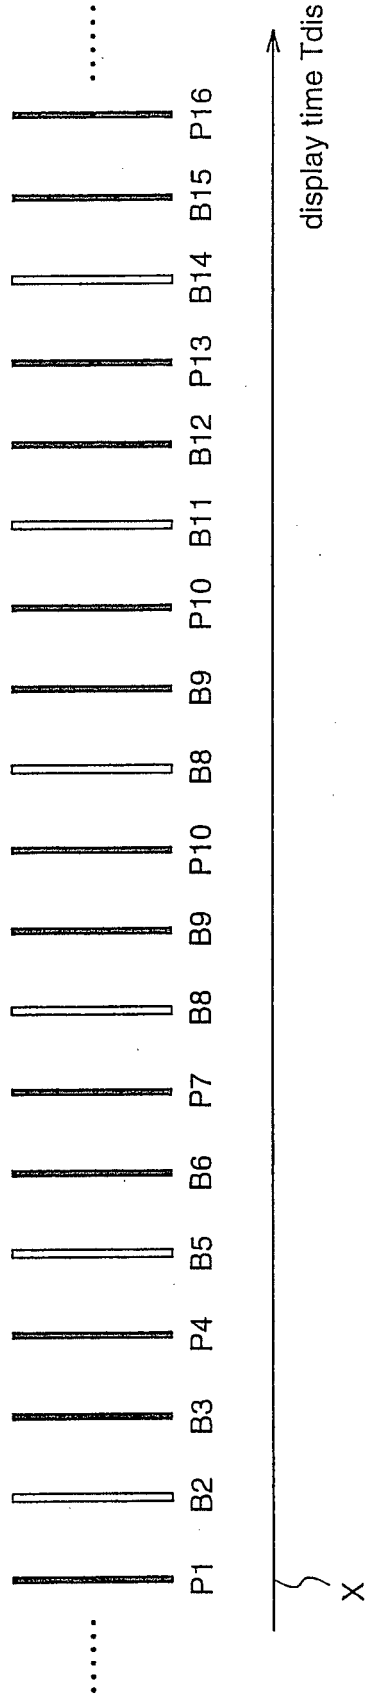 ..... P1 B2 B3 P4 B5 B6 P7 B8 B9 P10 B8 B9 P10 B11 B12 P13 B14 B15 P16 .....
X
display time Tdis